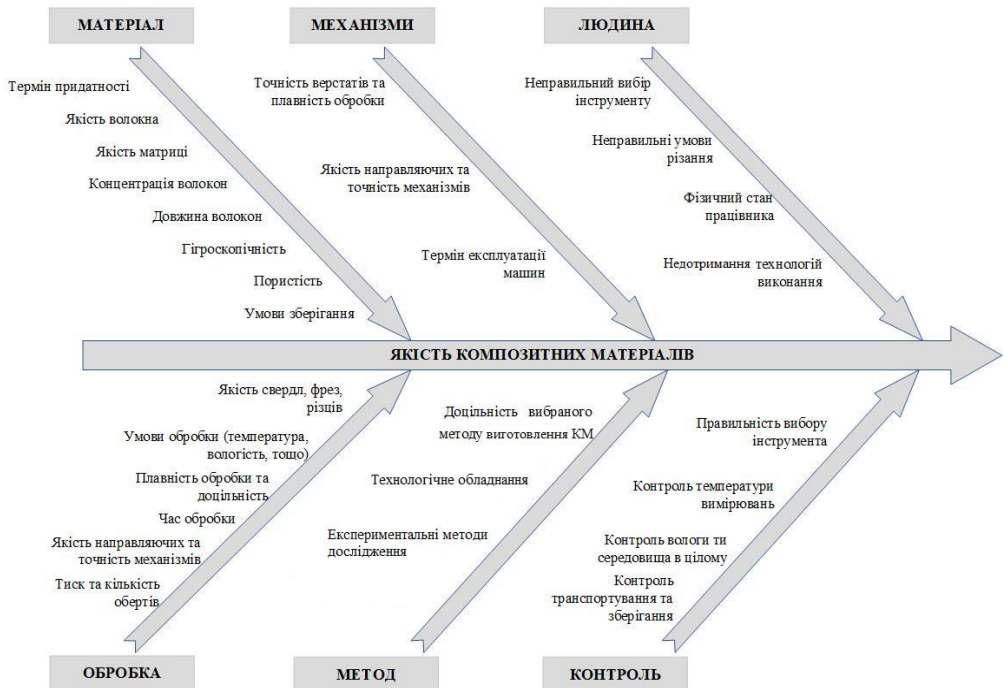 МАТЕРІАЛ
МЕХАНІЗМИ
ЛЮДИНА
Термін придатності
Якість волокна
Якість матриці
Концентрація волокон
Довжина волокон
Гігроскопічність
Пористість
Умови зберігання
Точність верстатів та
плавність обробки
Якість направляючих та
точність механізмів
Термін експлуатації
машин
Неправильний вибір
інструменту
Неправильні умови
різання
Фізичний стан
працівника
Недотримання технологій
виконання
ЯКІСТЬ КОМПОЗИТНИХ МАТЕРІАЛІВ
Якість свердл, фрез,
різців
Умови обробки (температура,
вологість, тощо)
Плавність обробки та
доцільність
Час обробки
Якість направляючих та
точність механізмів
Тиск та кількість
обертів
Доцільність вибраного
методу виготовлення КМ
Технологічне обладнання
Експериментальні методи
дослідження
Правильність вибору
інструмента
Контроль температури
вимірювань
Контроль вологи ти
середовища в цілому
Контроль
транспортування та
зберігання
ОБРОБКА
МЕТОД
КОНТРОЛЬ